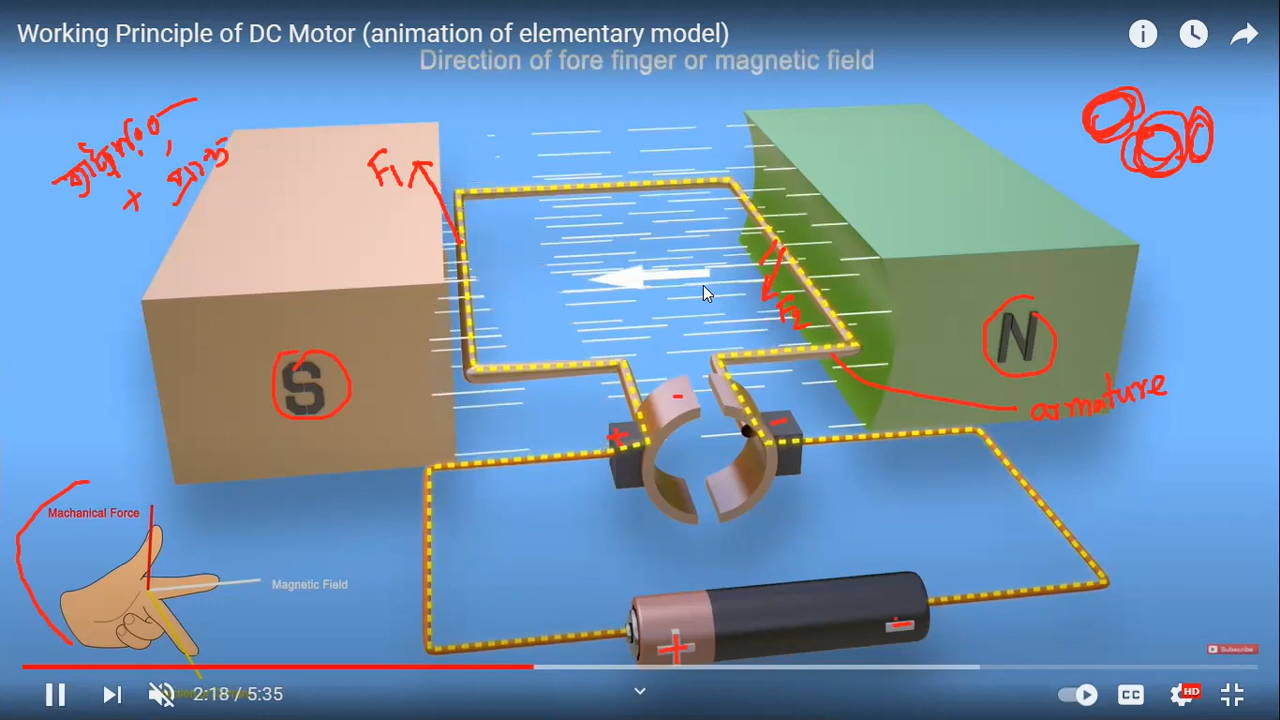 Working Principle of DC Motor (animation of elementary model)
Direction of fore finger or magnetic field
F1
F2
S
N
armature
-
+
-
Machanical Force
Magnetic Field
+
-
Subscribe
2:18 / 5:35
CC
HD